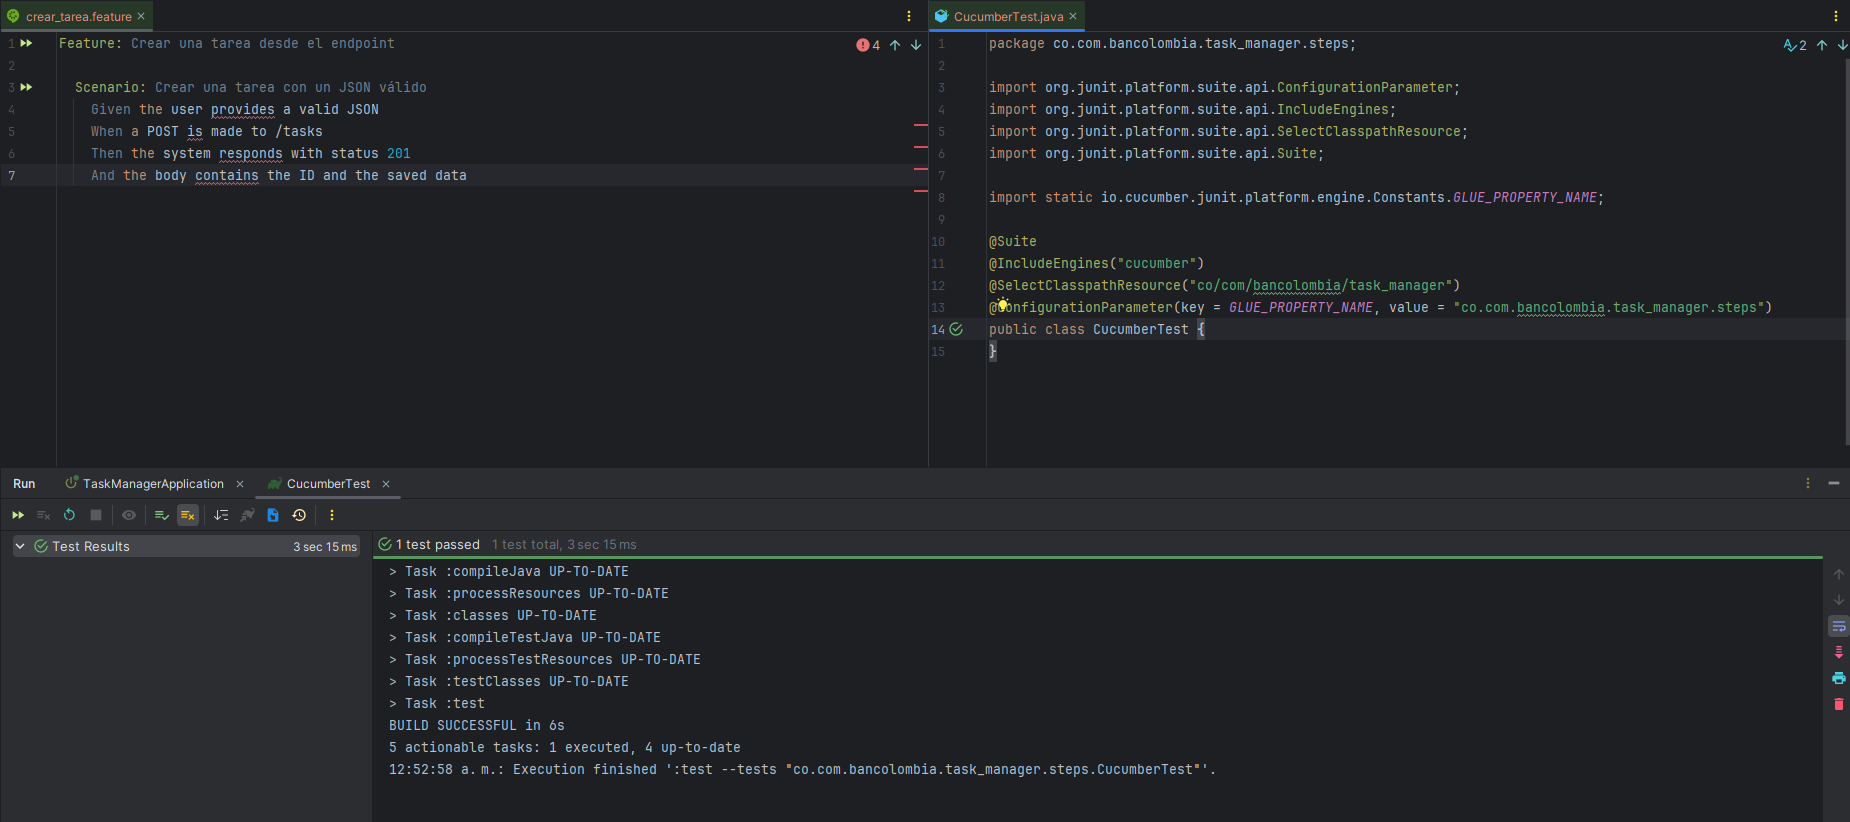 crear_tarea.feature
1 Feature: Crear una tarea desde el endpoint
2
3 Scenario: Crear una tarea con un JSON válido
4 Given the user provides a valid JSON
5 When a POST is made to /tasks
6 Then the system responds with status 201
7 And the body contains the ID and the saved data
4
CucumberTest.java
2
1 package co.com.bancolombia.task_manager.steps;
2
3 import org.junit.platform.suite.api.ConfigurationParameter;
4 import org.junit.platform.suite.api.IncludeEngines;
5 import org.junit.platform.suite.api.SelectClasspathResource;
6 import org.junit.platform.suite.api.Suite;
7
8 import static io.cucumber.junit.platform.engine.Constants.GLUE_PROPERTY_NAME;
9
10 @Suite
11 @IncludeEngines("cucumber")
12 @SelectClasspathResource("co/com/bancolombia/task_manager")
13 @ConfigurationParameter(key = GLUE_PROPERTY_NAME, value = "co.com.bancolombia.task_manager.steps")
14 public class CucumberTest {
15 }
Run TaskManagerApplication CucumberTest
Test Results 3 sec 15 ms
1 test passed 1 test total, 3 sec 15 ms
> Task :compileJava UP-TO-DATE
> Task :processResources UP-TO-DATE
> Task :classes UP-TO-DATE
> Task :compileTestJava UP-TO-DATE
> Task :processTestResources UP-TO-DATE
> Task :testClasses UP-TO-DATE
> Task :test
BUILD SUCCESSFUL in 6s
5 actionable tasks: 1 executed, 4 up-to-date
12:52:58 a. m.: Execution finished ':test --tests "co.com.bancolombia.task_manager.steps.CucumberTest"'.